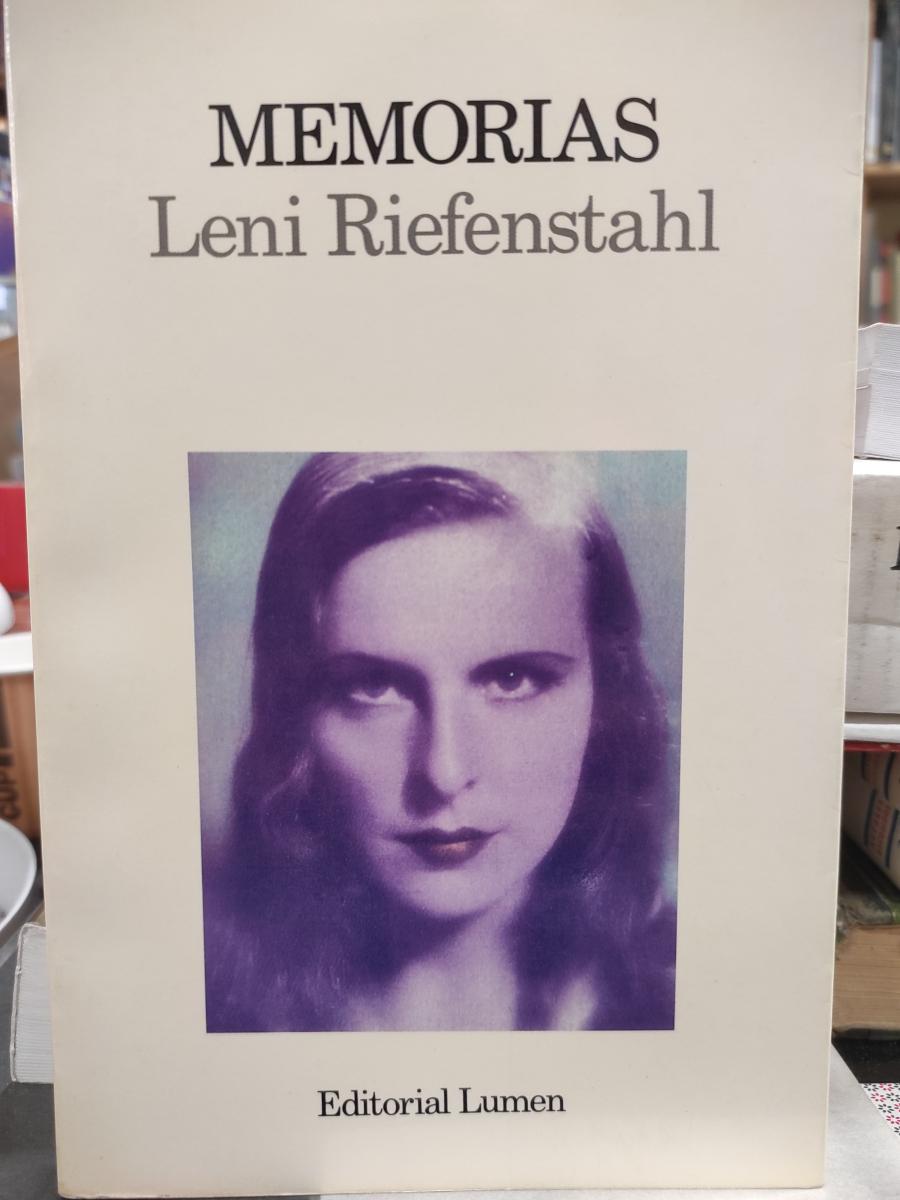 MEMORIAS
Leni Riefenstahl
Editorial Lumen